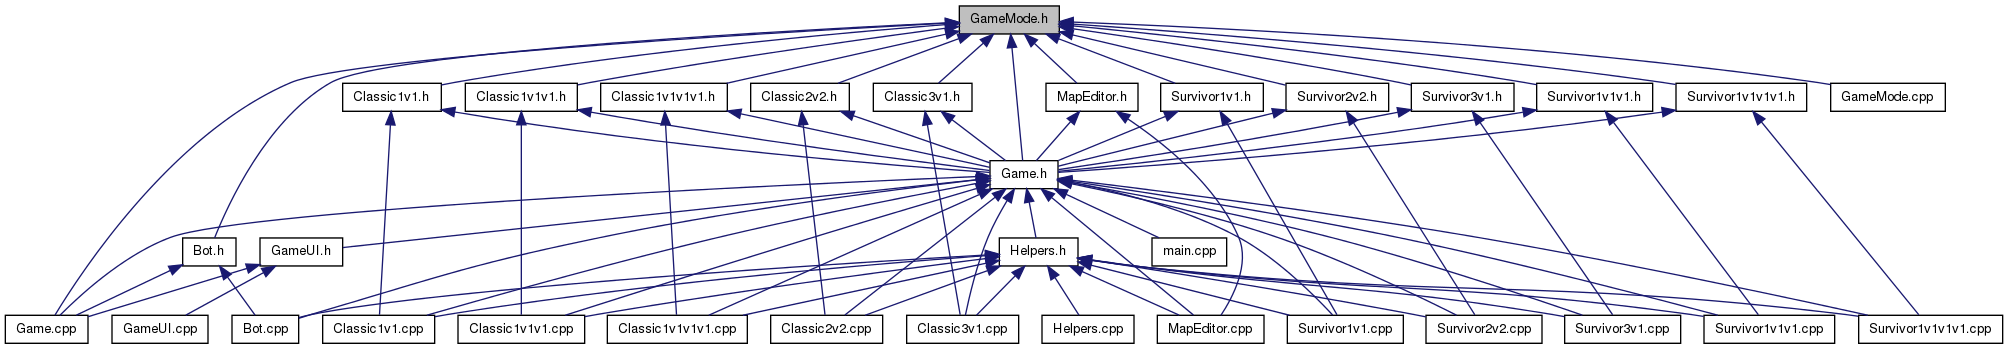 GameMode.h
Classic1v1.h
Classic1v1v1.h
Classic1v1v1v1.h
Classic2v2.h
Classic3v1.h
MapEditor.h
Survivor1v1.h
Survivor2v2.h
Survivor3v1.h
Survivor1v1v1.h
Survivor1v1v1v1.h
GameMode.cpp
Game.h
Bot.h
GameUI.h
Helpers.h
main.cpp
Game.cpp
GameUI.cpp
Bot.cpp
Classic1v1.cpp
Classic1v1v1.cpp
Classic1v1v1v1.cpp
Classic2v2.cpp
Classic3v1.cpp
Helpers.cpp
MapEditor.cpp
Survivor1v1.cpp
Survivor2v2.cpp
Survivor3v1.cpp
Survivor1v1v1.cpp
Survivor1v1v1v1.cpp